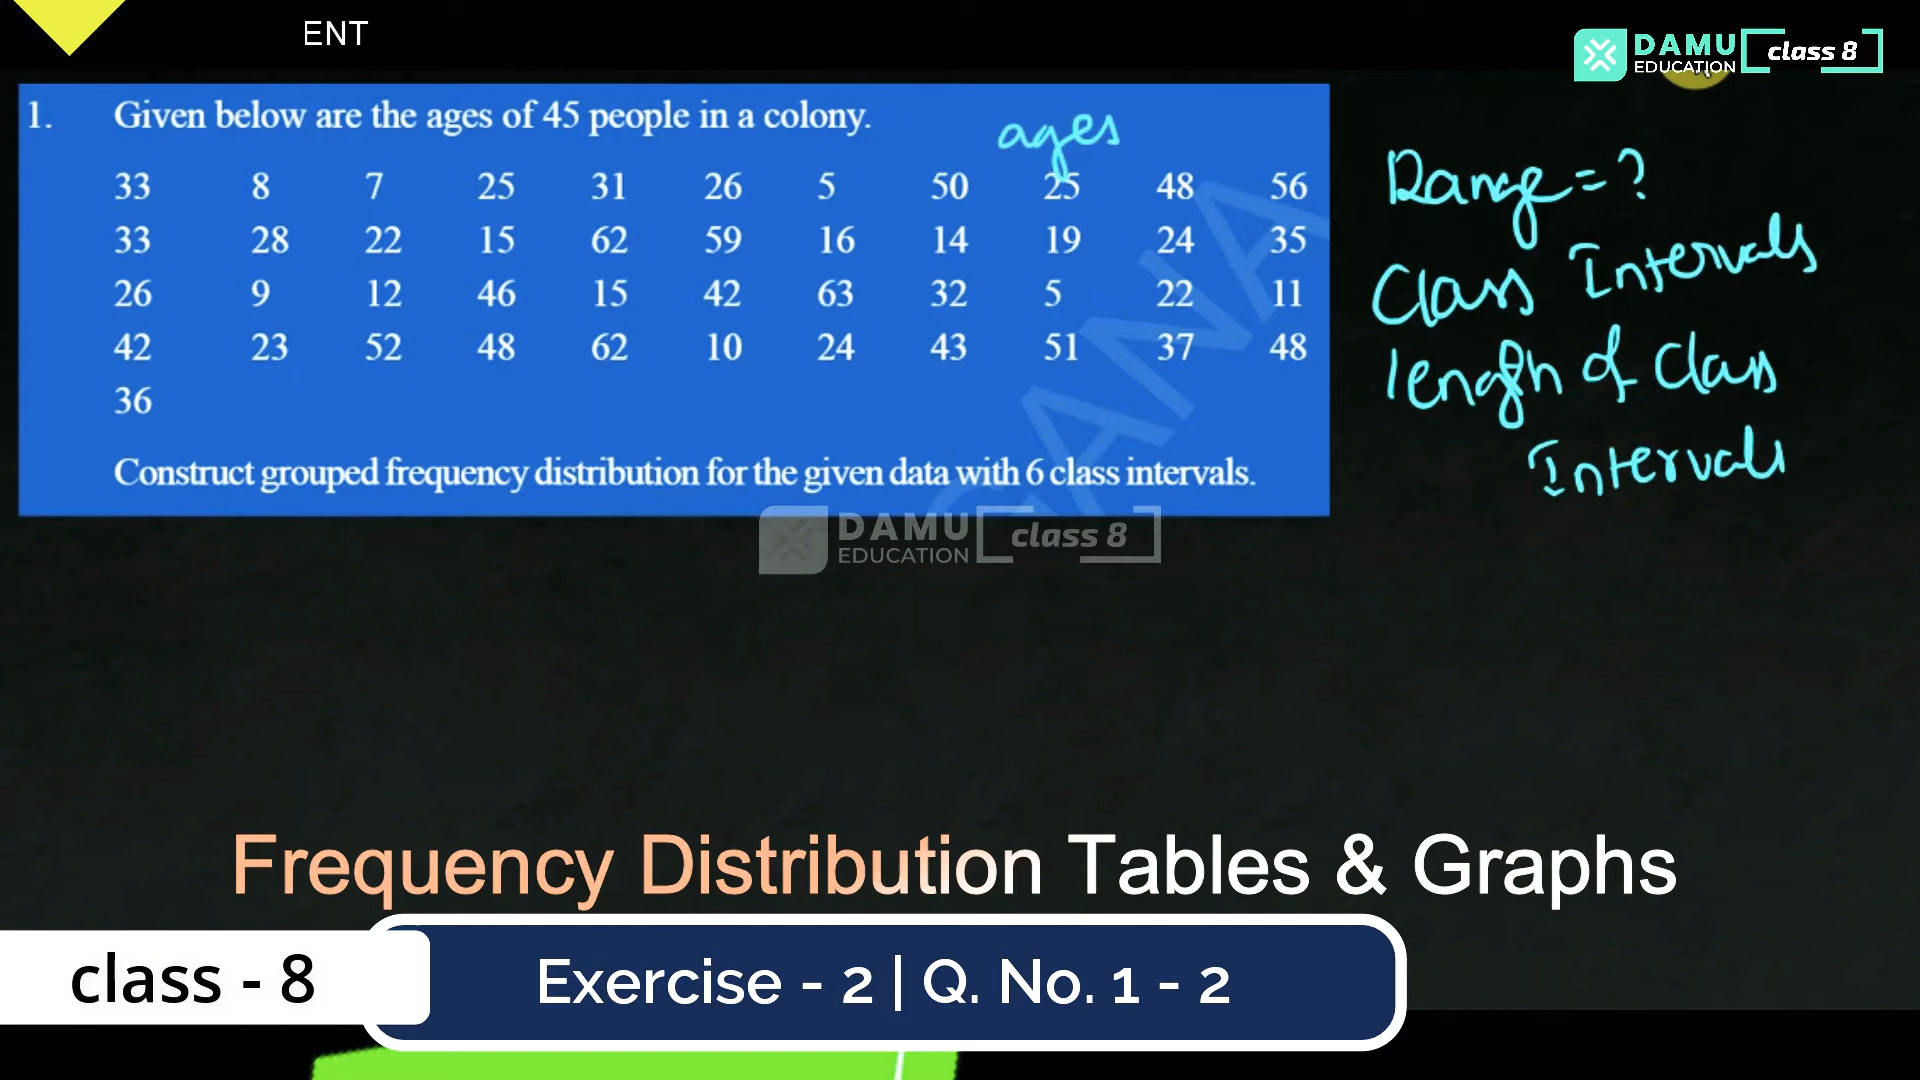 ENT
DAMU
EDUCATION
class 8
1. Given below are the ages of 45 people in a colony.
ages
33 8 7 25 31 26 5 50 25 48 56
33 28 22 15 62 59 16 14 19 24 35
26 9 12 46 15 42 63 32 5 22 11
42 23 52 48 62 10 24 43 51 37 48
36
Construct grouped frequency distribution for the given data with 6 class intervals.
Range = ?
Class Intervals
length of Class
Intervals
GANA
DAMU
EDUCATION
class 8
Frequency Distribution Tables & Graphs
class - 8
Exercise - 2 | Q. No. 1 - 2